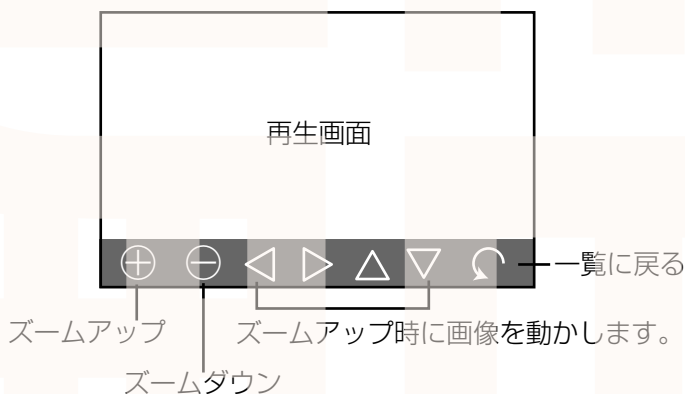 再生画面
一覧に戻る
ズームアップ
ズームアップ時に画像を動かします。
ズームダウン